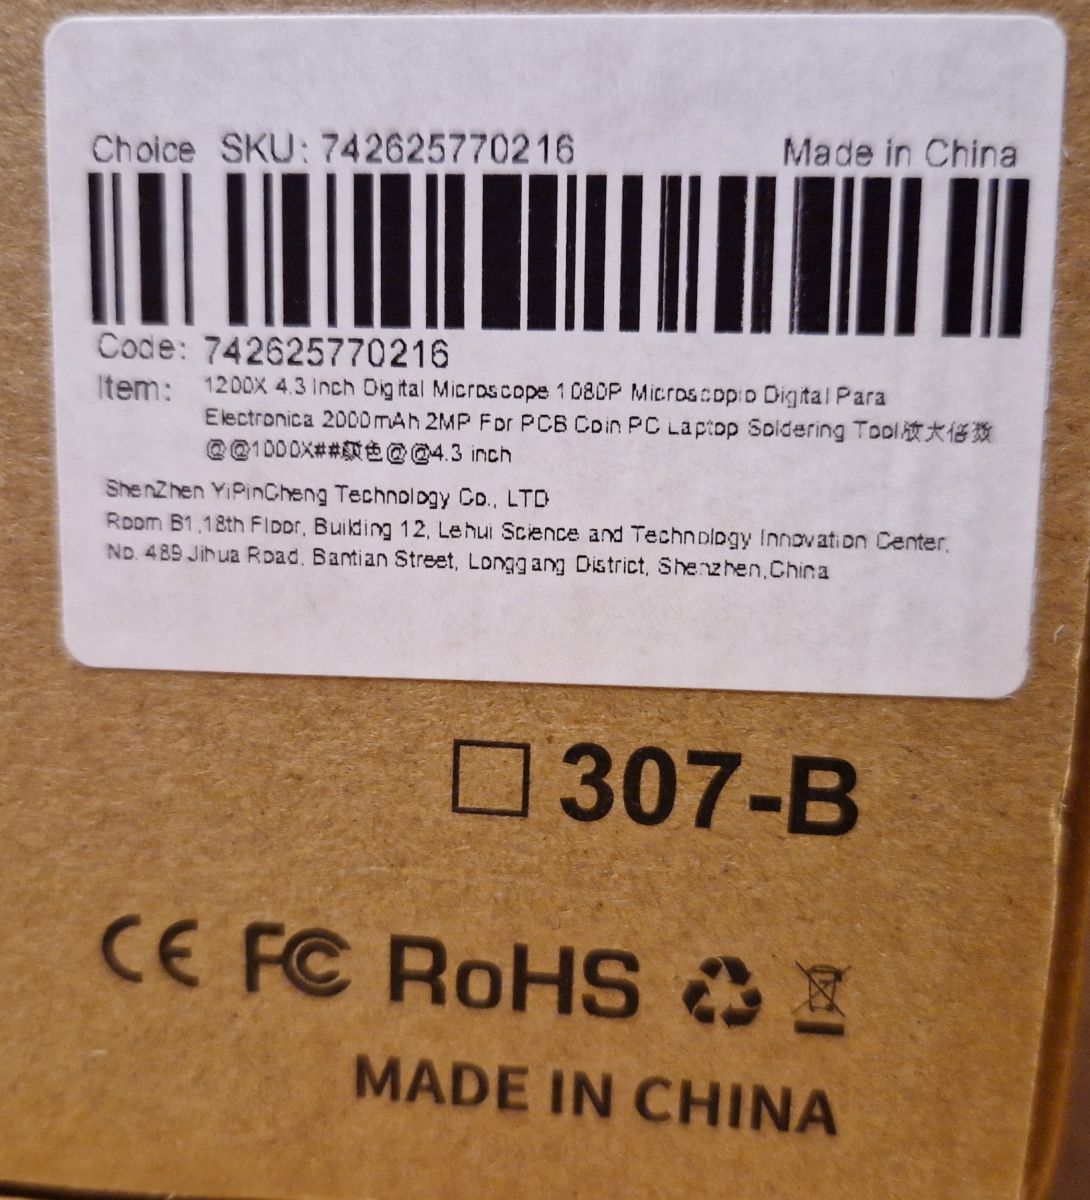 Choice SKU: 742625770216 Made in China
Code: 742625770216
Item: 1200X 4.3 Inch Digital Microscope 1080P Microscopio Digital Para
Electronica 2000mAh 2MP For PCB Coin PC Laptop Soldering Tool放大倍数
@@1000X##颜色@@4.3 inch
ShenZhen YiPinCheng Technology Co., LTD
Room B1,18th Floor, Building 12, Lehui Science and Technology Innovation Center,
No. 489 Jihua Road, Bantian Street, Longgang District, Shenzhen,China
307-B
CE FC RoHS
MADE IN CHINA